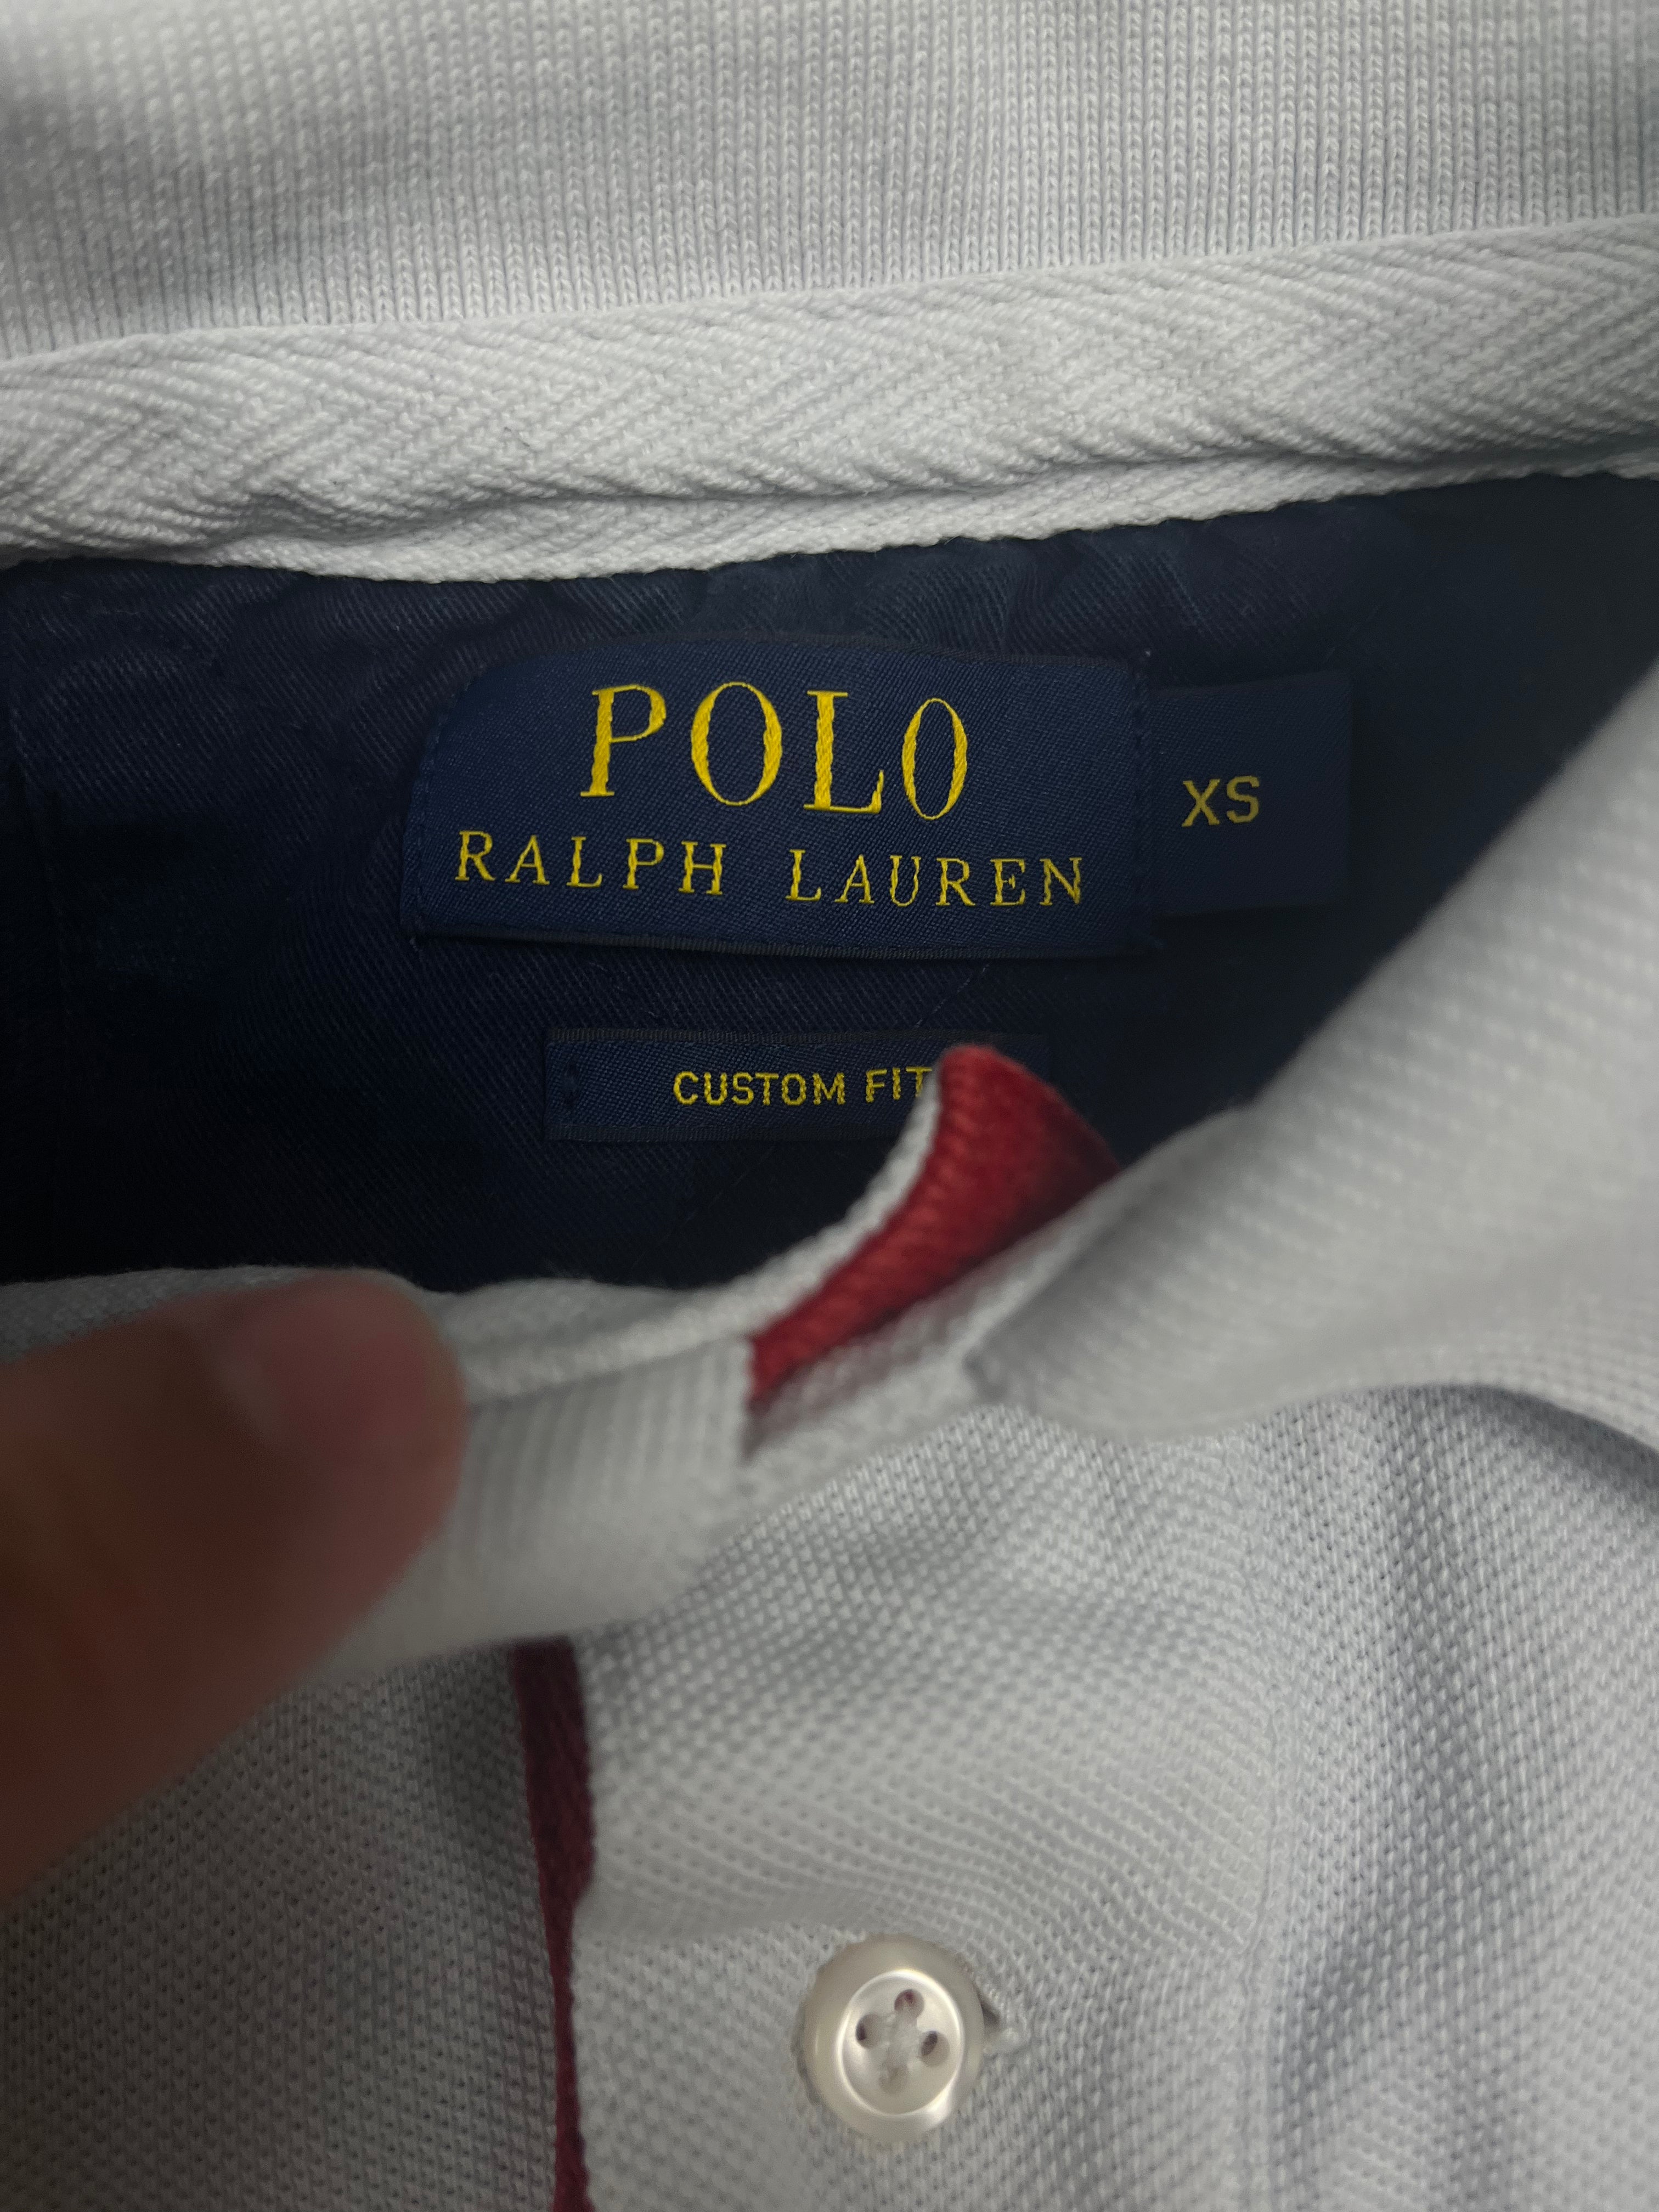 POLO
RALPH LAUREN
XS
CUSTOM FIT